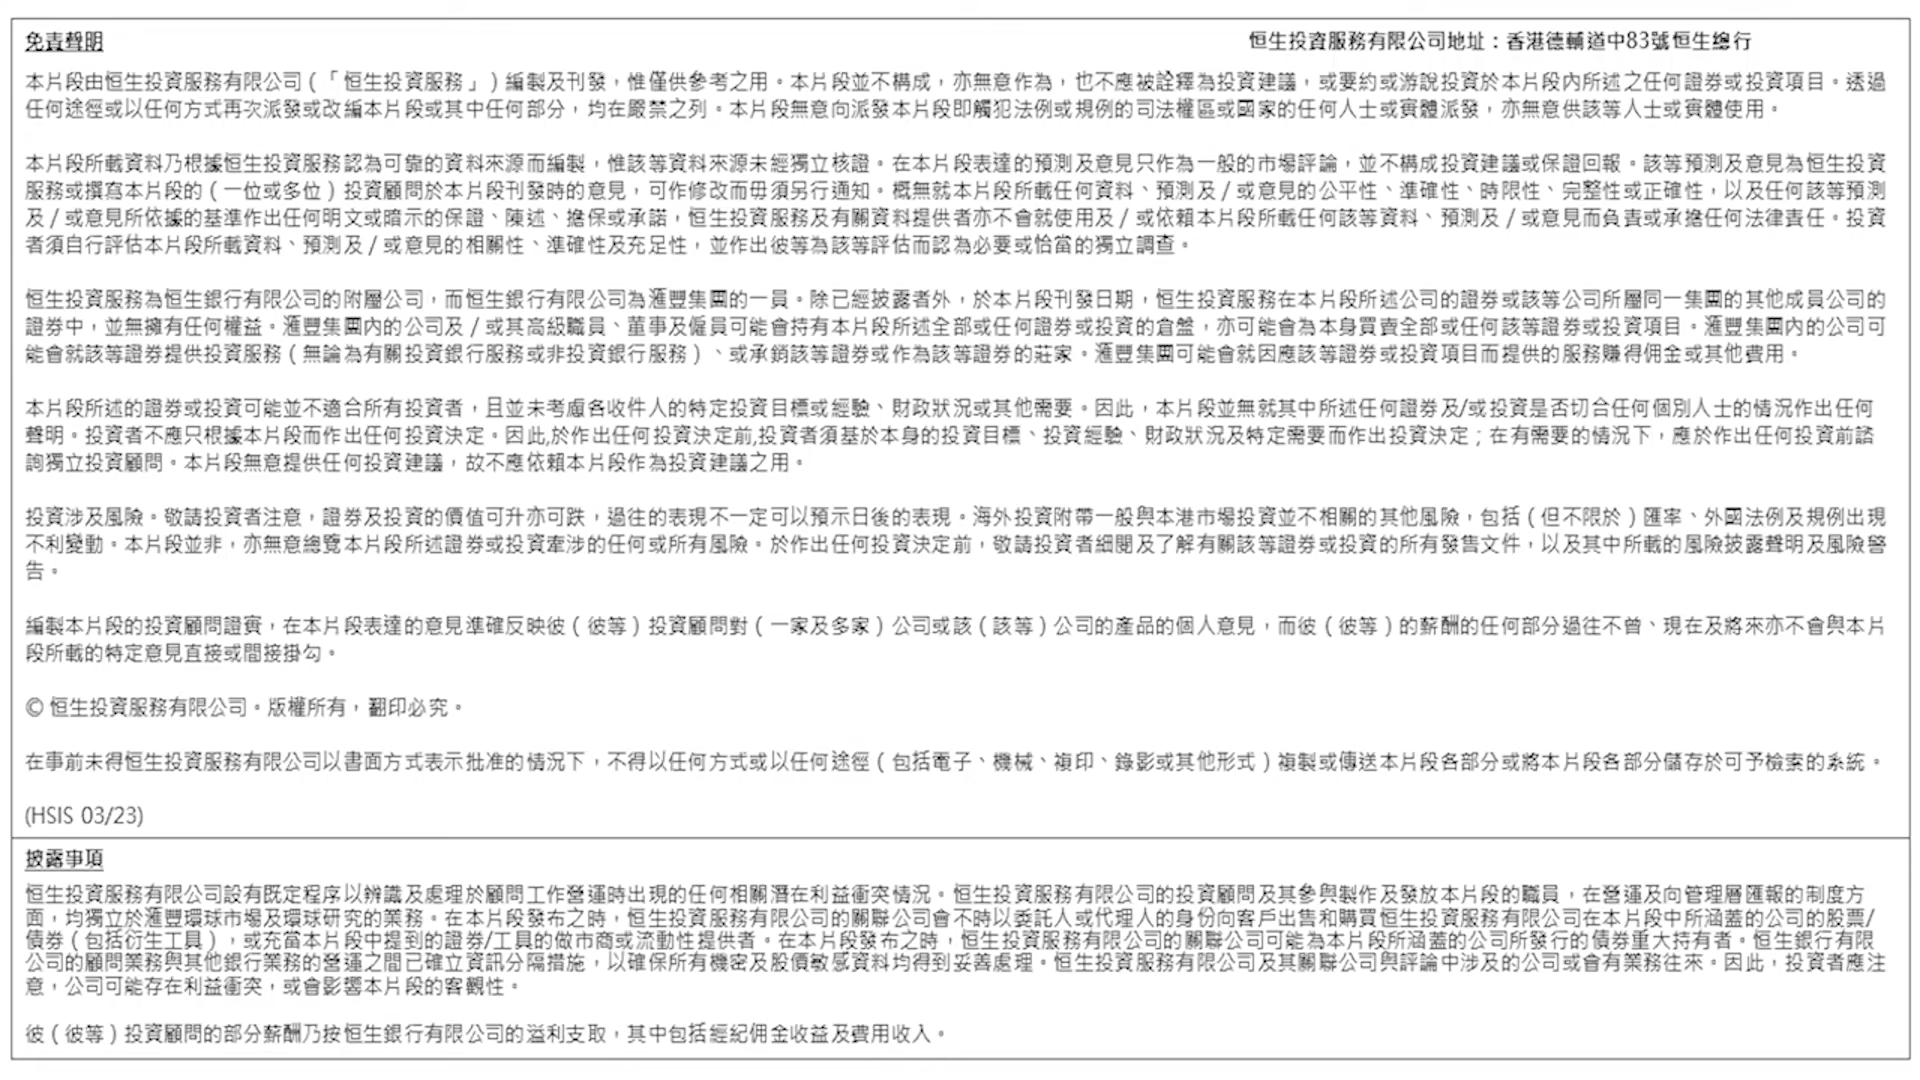 免責聲明
恒生投資服務有限公司地址：香港德輔道中83號恒生總行
本片段由恒生投資服務有限公司（「恒生投資服務」）編製及刊發，惟僅供參考之用。本片段並不構成，亦無意作為，也不應被詮釋為投資建議，或要約或游說投資於本片段內所述之任何證券或投資項目。透過
任何途徑或以任何方式再次派發或改編本片段或其中任何部分，均在嚴禁之列。本片段無意向派發本片段即觸犯法例或規例的司法權區或國家的任何人士或實體派發，亦無意供該等人士或實體使用。
本片段所載資料乃根據恒生投資服務認為可靠的資料來源而編製，惟該等資料來源未經獨立核證。在本片段表達的預測及意見只作為一般的市場評論，並不構成投資建議或保證回報。該等預測及意見為恒生投資
服務或撰寫本片段的（一位或多位）投資顧問於本片段刊發時的意見，可作修改而毋須另行通知。概無就本片段所載任何資料、預測及／或意見的公平性、準確性、時限性、完整性或正確性，以及任何該等預測
及／或意見所依據的基準作出任何明文或暗示的保證、陳述、擔保或承諾，恒生投資服務及有關資料提供者亦不會就使用及／或依賴本片段所載任何該等資料、預測及／或意見而負責或承擔任何法律責任。投資
者須自行評估本片段所載資料、預測及／或意見的相關性、準確性及充足性，並作出彼等為該等評估而認為必要或恰當的獨立調查。
恒生投資服務為恒生銀行有限公司的附屬公司，而恒生銀行有限公司為滙豐集團的一員。除已經披露者外，於本片段刊發日期，恒生投資服務在本片段所述公司的證券或該等公司所屬同一集團的其他成員公司的
證券中，並無擁有任何權益。滙豐集團內的公司及／或其高級職員、董事及僱員可能會持有本片段所述全部或任何證券或投資的倉盤，亦可能會為本身買賣全部或任何該等證券或投資項目。滙豐集團內的公司可
能會就該等證券提供投資服務（無論為有關投資銀行服務或非投資銀行服務）、或承銷該等證券或作為該等證券的莊家。滙豐集團可能會就因應該等證券或投資項目而提供的服務賺得佣金或其他費用。
本片段所述的證券或投資可能並不適合所有投資者，且並未考慮各收件人的特定投資目標或經驗、財政狀況或其他需要。因此，本片段並無就其中所述任何證券及/或投資是否切合任何個別人士的情況作出任何
聲明。投資者不應只根據本片段而作出任何投資決定。因此,於作出任何投資決定前,投資者須基於本身的投資目標、投資經驗、財政狀況及特定需要而作出投資決定；在有需要的情況下，應於作出任何投資前諮
詢獨立投資顧問。本片段無意提供任何投資建議，故不應依賴本片段作為投資建議之用。
投資涉及風險。敬請投資者注意，證券及投資的價值可升亦可跌，過往的表現不一定可以預示日後的表現。海外投資附帶一般與本港市場投資並不相關的其他風險，包括（但不限於）匯率、外國法例及規例出現
不利變動。本片段並非，亦無意總覽本片段所述證券或投資牽涉的任何或所有風險。於作出任何投資決定前，敬請投資者細閱及了解有關該等證券或投資的所有發售文件，以及其中所載的風險披露聲明及風險警
告。
編製本片段的投資顧問證實，在本片段表達的意見準確反映彼（彼等）投資顧問對（一家及多家）公司或該（該等）公司的產品的個人意見，而彼（彼等）的薪酬的任何部分過往不曾、現在及將來亦不會與本片
段所載的特定意見直接或間接掛勾。
© 恒生投資服務有限公司。版權所有，翻印必究。
在事前未得恒生投資服務有限公司以書面方式表示批准的情況下，不得以任何方式或以任何途徑（包括電子、機械、複印、錄影或其他形式）複製或傳送本片段各部分或將本片段各部分儲存於可予檢索的系統。
(HSIS 03/23)
披露事項
恒生投資服務有限公司設有既定程序以辨識及處理於顧問工作營運時出現的任何相關潛在利益衝突情況。恒生投資服務有限公司的投資顧問及其參與製作及發放本片段的職員，在營運及向管理層匯報的制度方
面，均獨立於滙豐環球市場及環球研究的業務。在本片段發布之時，恒生投資服務有限公司的關聯公司會不時以委託人或代理人的身份向客戶出售和購買恒生投資服務有限公司在本片段中所涵蓋的公司的股票/
債券（包括衍生工具），或充當本片段中提到的證券/工具的做市商或流動性提供者。在本片段發布之時，恒生投資服務有限公司的關聯公司可能為本片段所涵蓋的公司所發行的債券重大持有者。恒生銀行有限
公司的顧問業務與其他銀行業務的營運之間已確立資訊分隔措施，以確保所有機密及股價敏感資料均得到妥善處理。恒生投資服務有限公司及其關聯公司與評論中涉及的公司或會有業務往來。因此，投資者應注
意，公司可能存在利益衝突，或會影響本片段的客觀性。
彼（彼等）投資顧問的部分薪酬乃按恒生銀行有限公司的溢利支取，其中包括經紀佣金收益及費用收入。